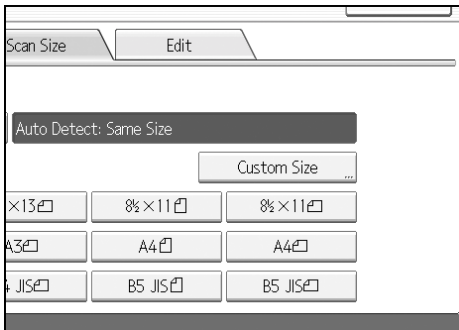 Scan Size Edit
Auto Detect: Same Size
Custom Size ...
×13 8½×11 8½×11
A3 A4 A4
JIS B5 JIS B5 JIS